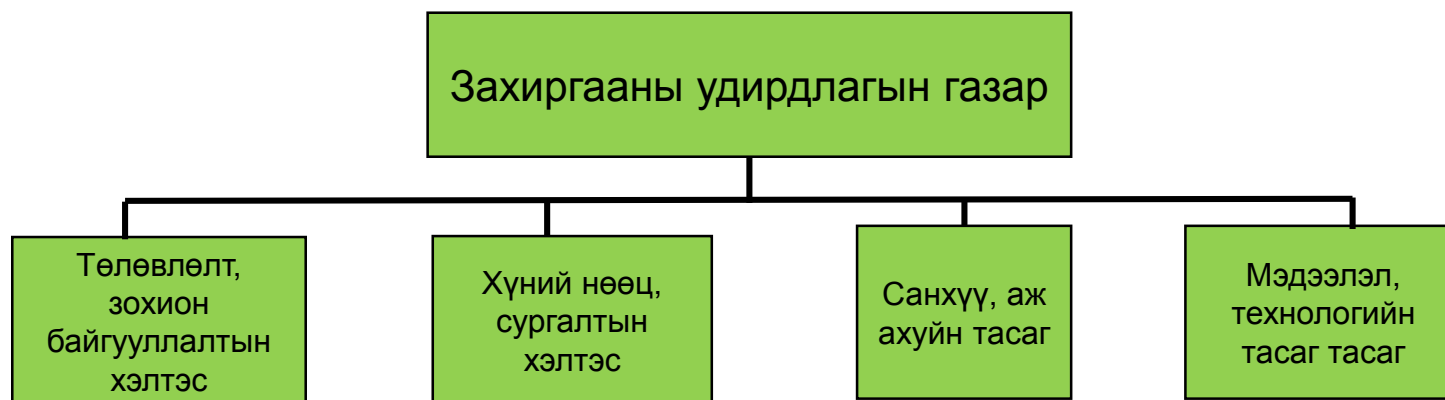 Захиргааны удирдлагын газар
Төлөвлөлт,
зохион
байгууллалтын
хэлтэс
Хүний нөөц,
сургалтын
хэлтэс
Санхүү, аж
ахуйн тасаг
Мэдээлэл,
технологийн
тасаг тасаг